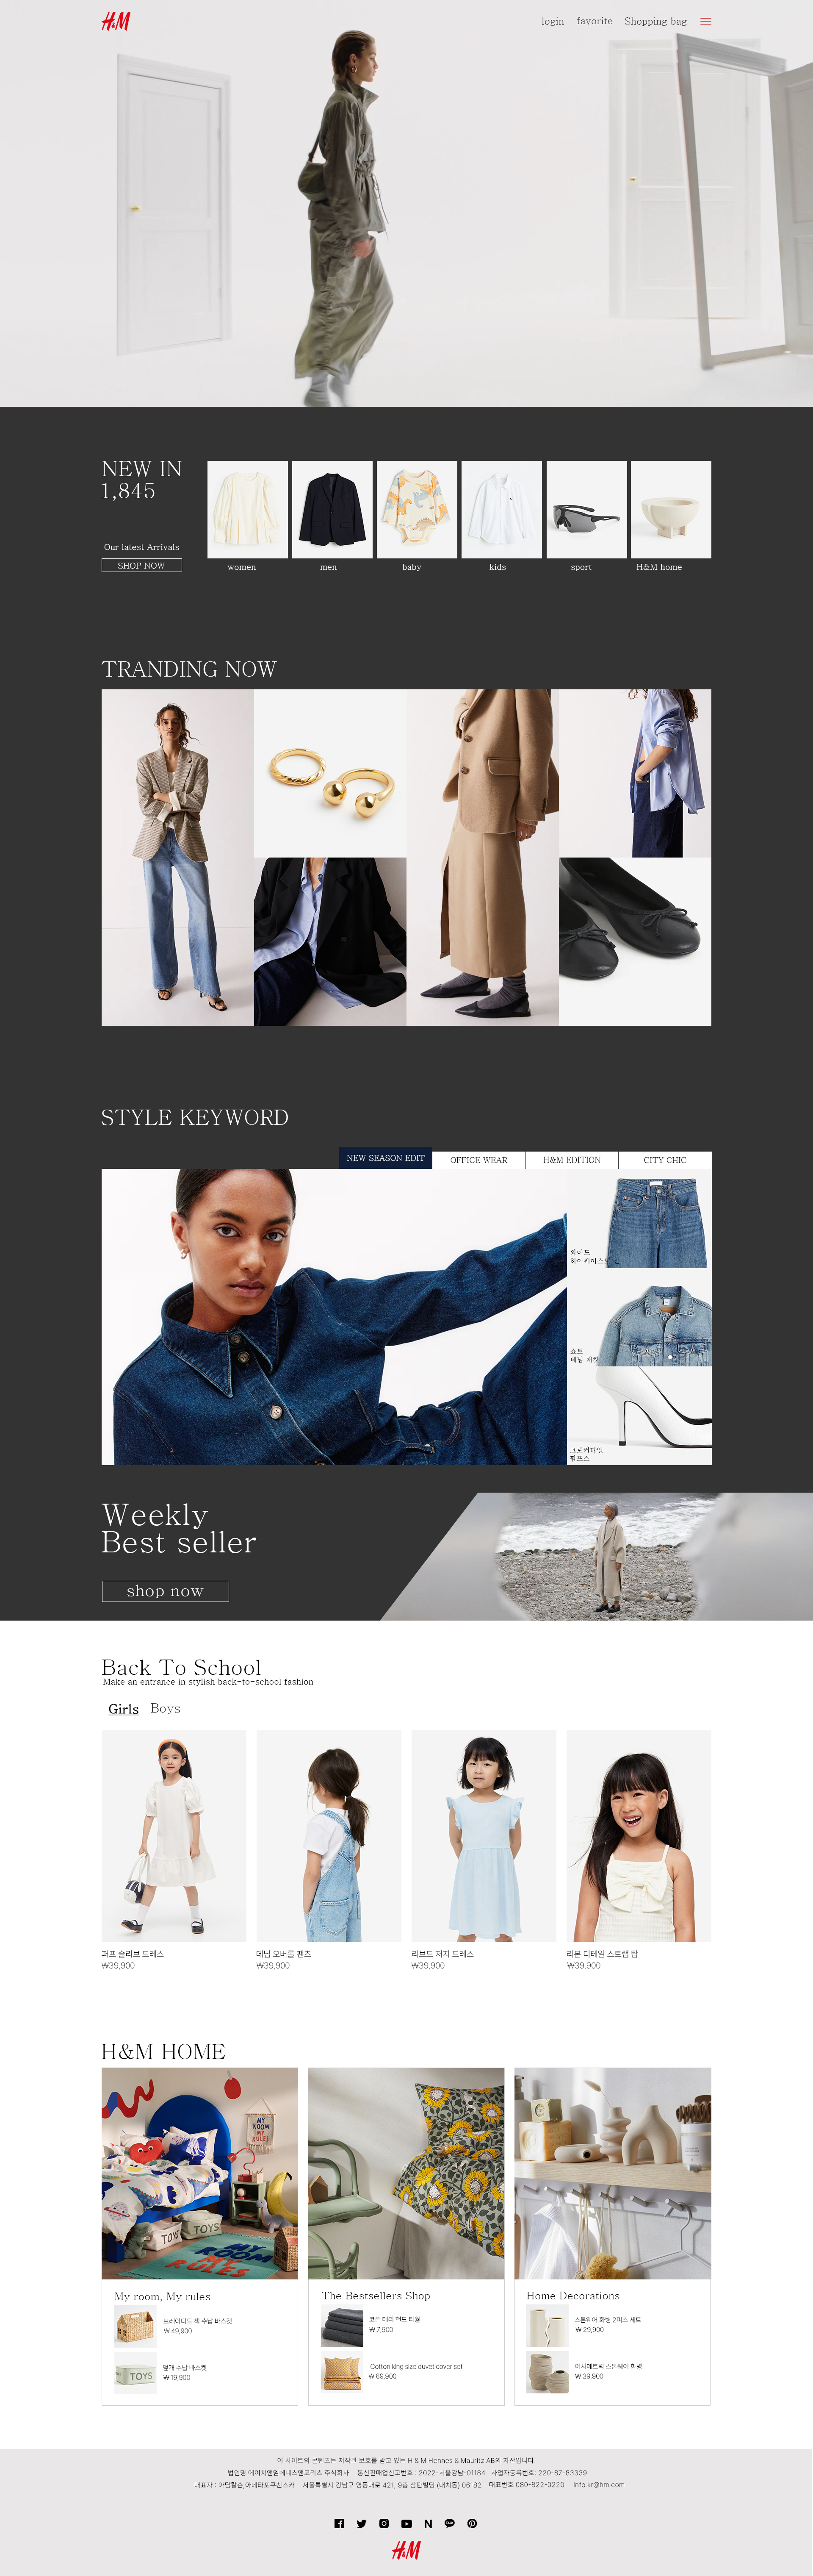 H&M
login favorite Shopping bag
NEW IN
1,845
Our latest Arrivals
SHOP NOW
women men baby kids sport H&M home
TRANDING NOW
STYLE KEYWORD
NEW SEASON EDIT OFFICE WEAR H&M EDITION CITY CHIC
와이드
하이웨이스트
쇼트
데님 재킷
크로커다일
펌프스
Weekly
Best seller
shop now
Back To School
Make an entrance in stylish back-to-school fashion
Girls Boys
퍼프 슬리브 드레스 데님 오버롤 팬츠 리브드 저지 드레스 리본 디테일 스트랩 탑
₩39,900 ₩39,900 ₩39,900 ₩39,900
H&M HOME
MY
ROOM
MY
RULES
TOYS TOYS
MY
ROOM
MY
RULES
My room, My rules
브레이디드 책 수납 바스켓
₩ 49,900
TOYS
덮개 수납 바스켓
₩ 19,900
The Bestsellers Shop
코튼 테리 핸드 타월
₩ 7,900
Cotton king size duvet cover set
₩ 69,900
Home Decorations
스톤웨어 화병 2피스 세트
₩ 29,900
어시메트릭 스톤웨어 화병
₩ 39,900
이 사이트의 콘텐츠는 저작권 보호를 받고 있는 H & M Hennes & Mauritz AB의 자산입니다.
법인명 에이치앤엠헤네스앤모리츠 주식회사 통신판매업신고번호 : 2022-서울강남-01184 사업자등록번호: 220-87-83339
대표자 : 아담칼슨,아네타포쿠친스카 서울특별시 강남구 영동대로 421, 9층 삼탄빌딩 (대치동) 06182 대표번호 080-822-0220 info.kr@hm.com
N
H&M